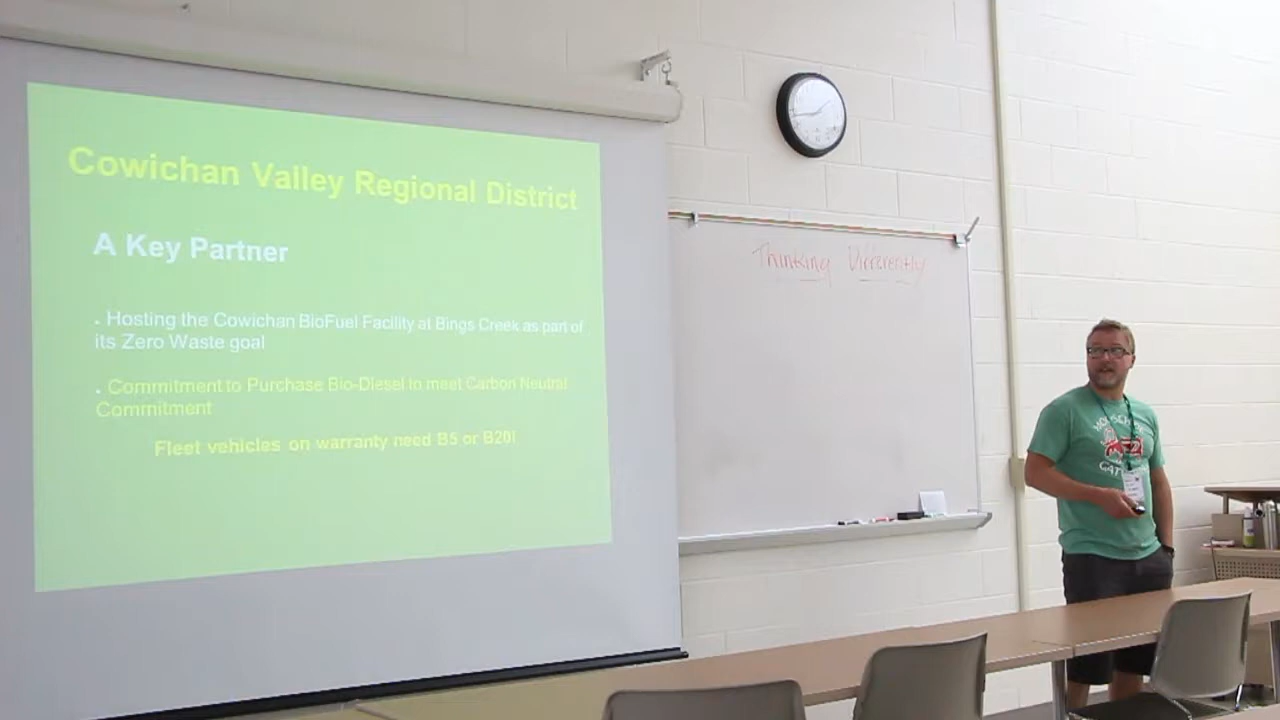 Cowichan Valley Regional District
A Key Partner
. Hosting the Cowichan BioFuel Facility at Bings Creek as part of
its Zero Waste goal
. Commitment to Purchase Bio-Diesel to meet Carbon Neutral
Commitment
Fleet vehicles on warranty need B5 or B20!
Thinking Differently